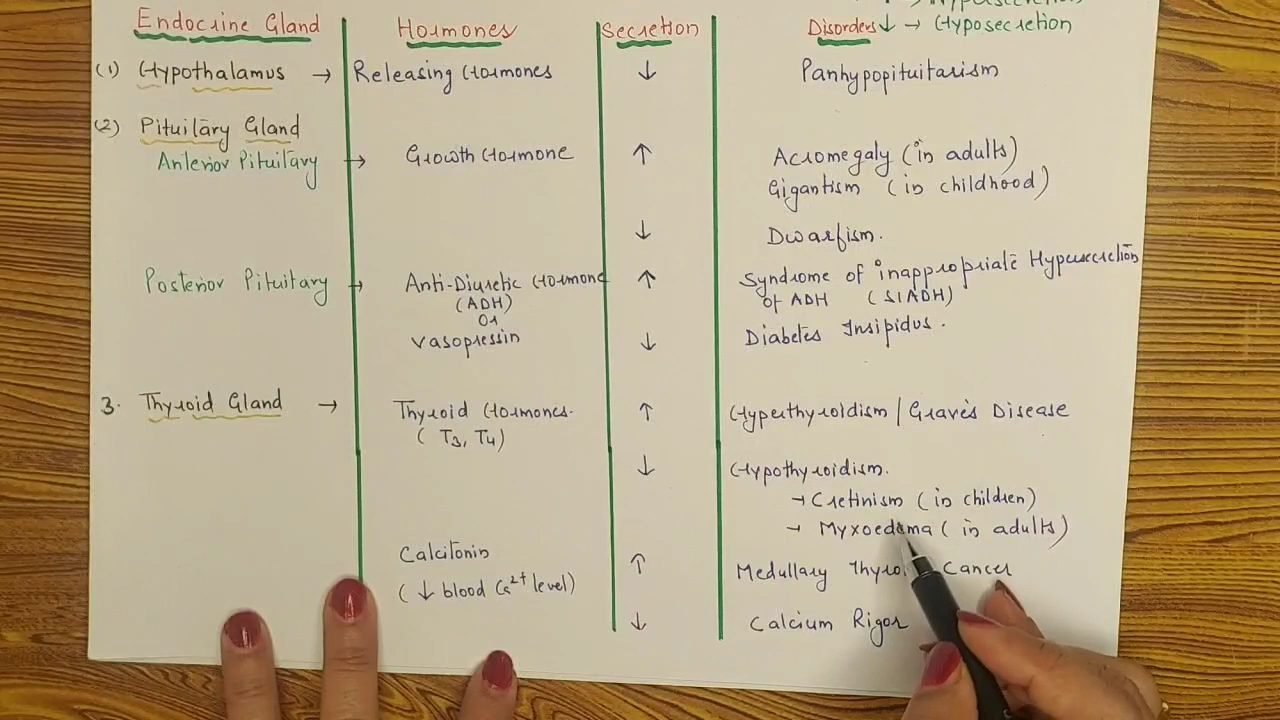 ↑ → Hypersecretion
Endocrine Gland Hormones Secretion Disorders ↓ → Hyposecretion
(1) Hypothalamus → Releasing Hormones ↓ Panhypopituitarism
(2) Pituitary Gland
Anterior Pituitary → Growth Hormone ↑ Acromegaly (in adults)
Gigantism (in childhood)
↓ Dwarfism.
Posterior Pituitary → Anti-Diuretic Hormone ↑ Syndrome of inappropriate Hypersecretion
(ADH) of ADH (SIADH)
Or
Vasopressin ↓ Diabetes Insipidus.
3. Thyroid Gland → Thyroid Hormones. ↑ Hyperthyroidism / Graves Disease
(T3, T4)
↓ Hypothyroidism.
→ Cretinism (in children)
→ Myxoedema (in adults)
Calcitonin ↑ Medullary Thyroid Cancer
(↓ blood Ca2+ level)
↓ Calcium Rigor